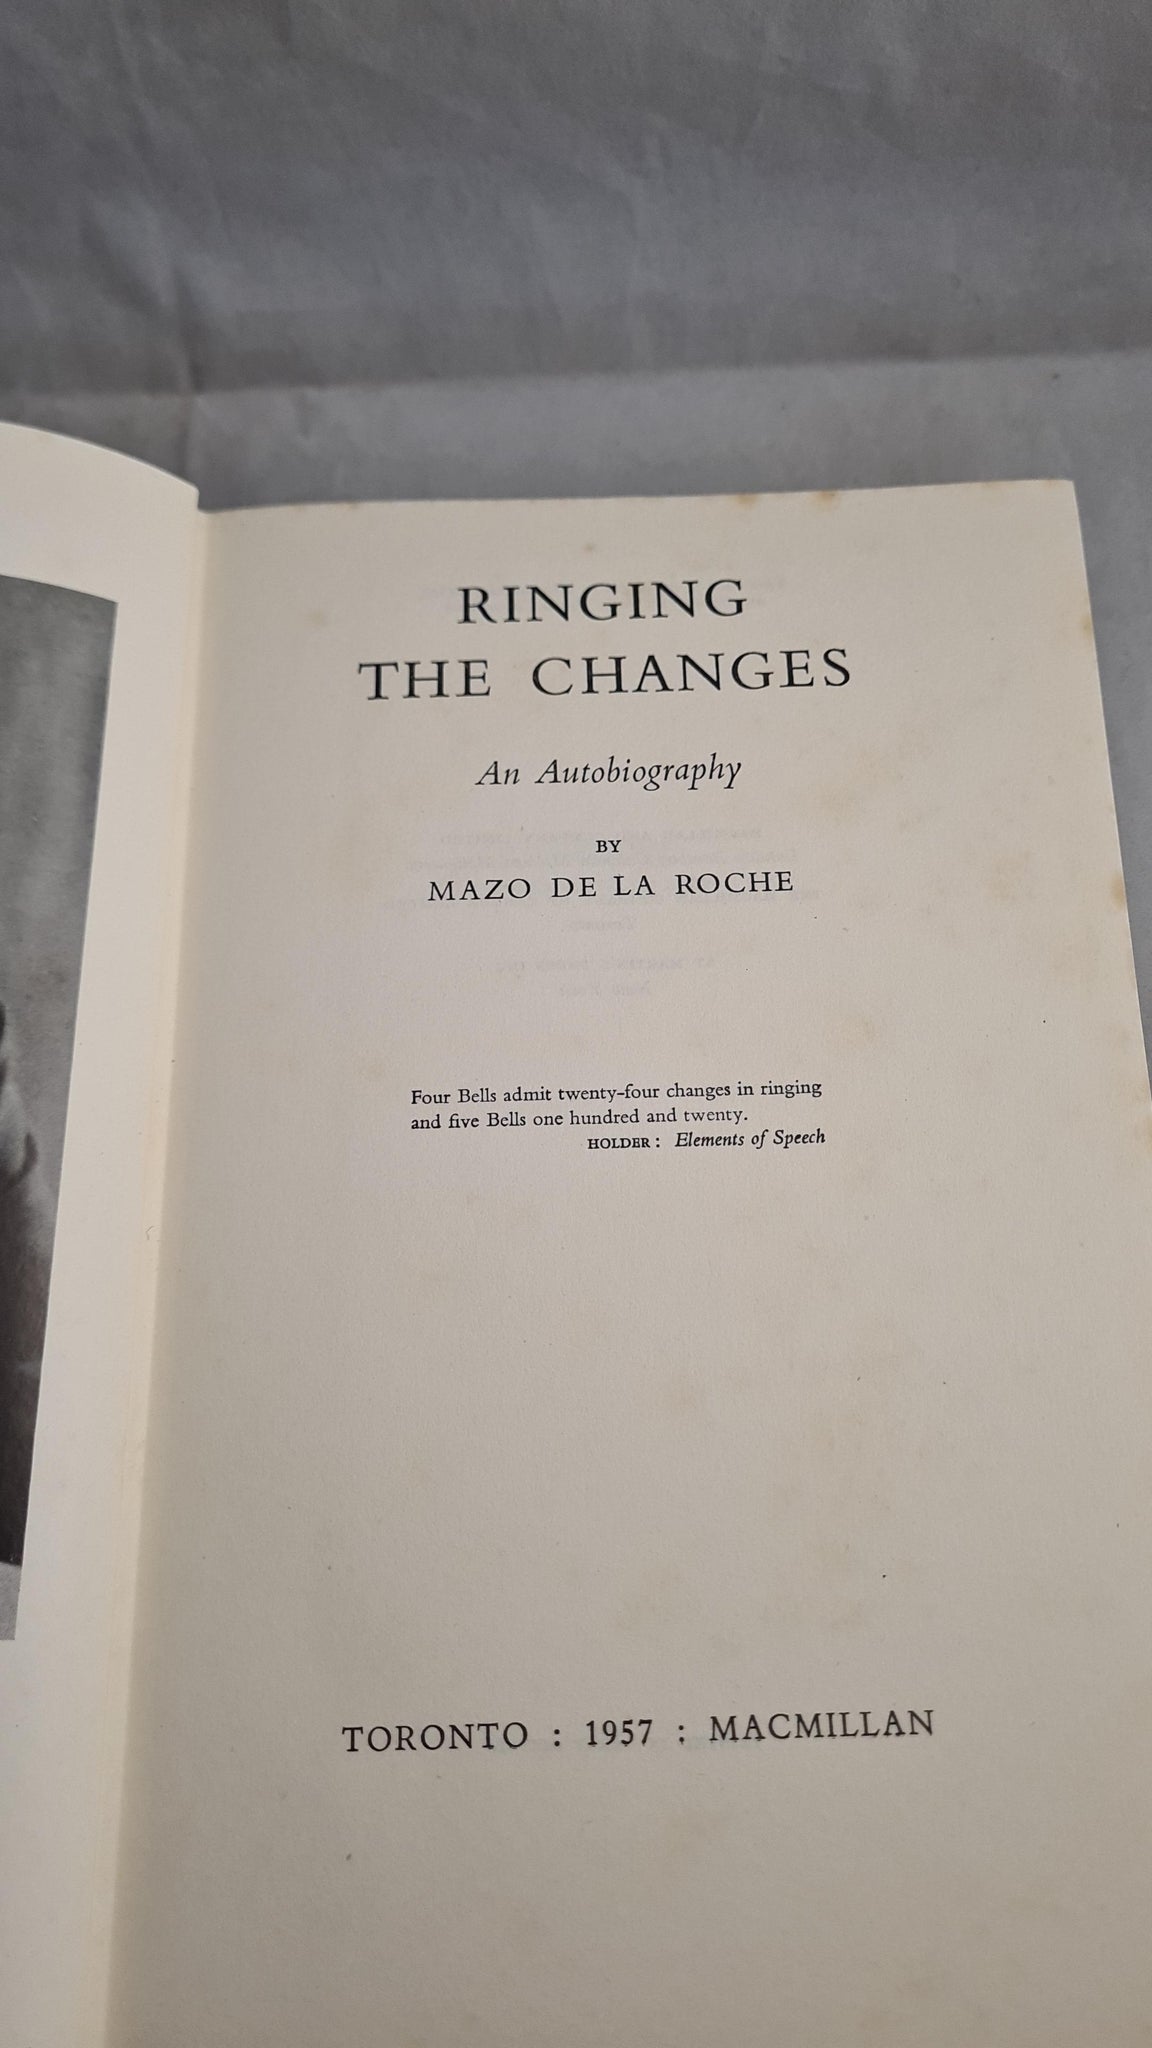 RINGING
THE CHANGES
An Autobiography
BY
MAZO DE LA ROCHE
Four Bells admit twenty-four changes in ringing
and five Bells one hundred and twenty.
HOLDER: Elements of Speech
TORONTO : 1957 : MACMILLAN